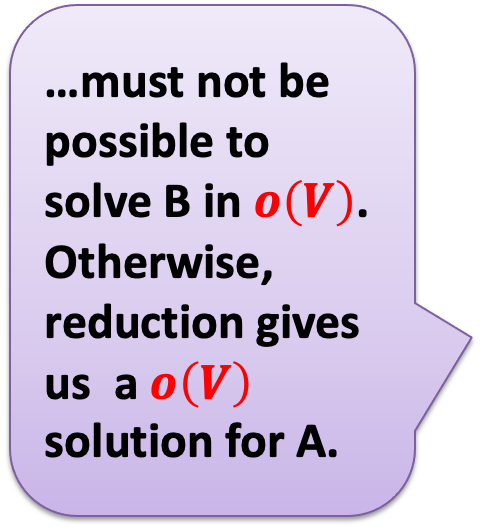 …must not be
possible to
solve B in o(V).
Otherwise,
reduction gives
us a o(V)
solution for A.